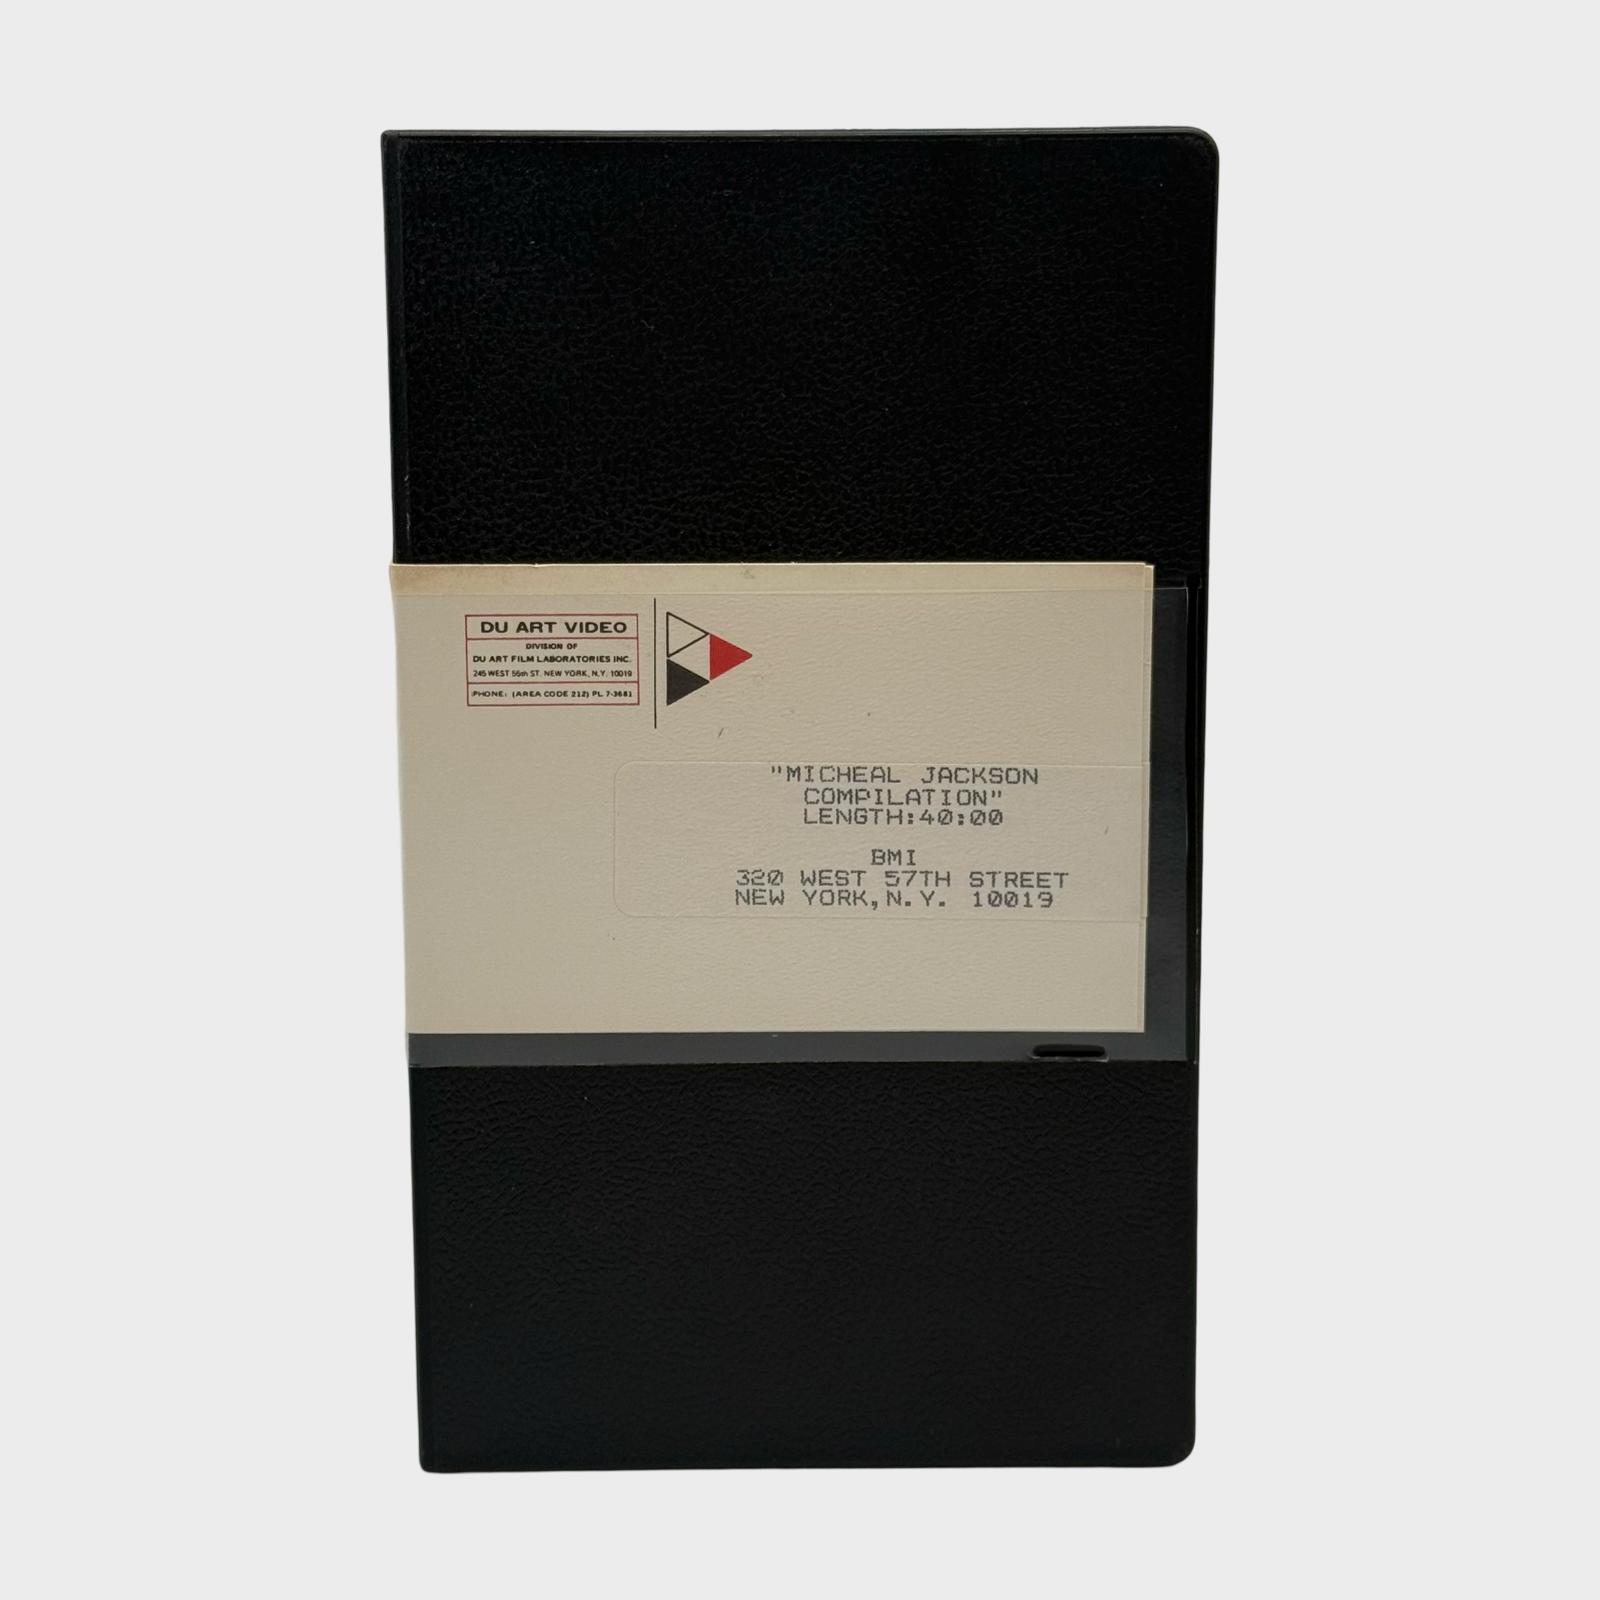 DU ART VIDEO
DIVISION OF
DU ART FILM LABORATORIES INC.
245 WEST 55th ST. NEW YORK, N.Y. 10019
PHONE: (AREA CODE 212) PL 7-3681
"MICHEAL JACKSON
COMPILATION"
LENGTH:40:00
BMI
320 WEST 57TH STREET
NEW YORK,N.Y. 10019